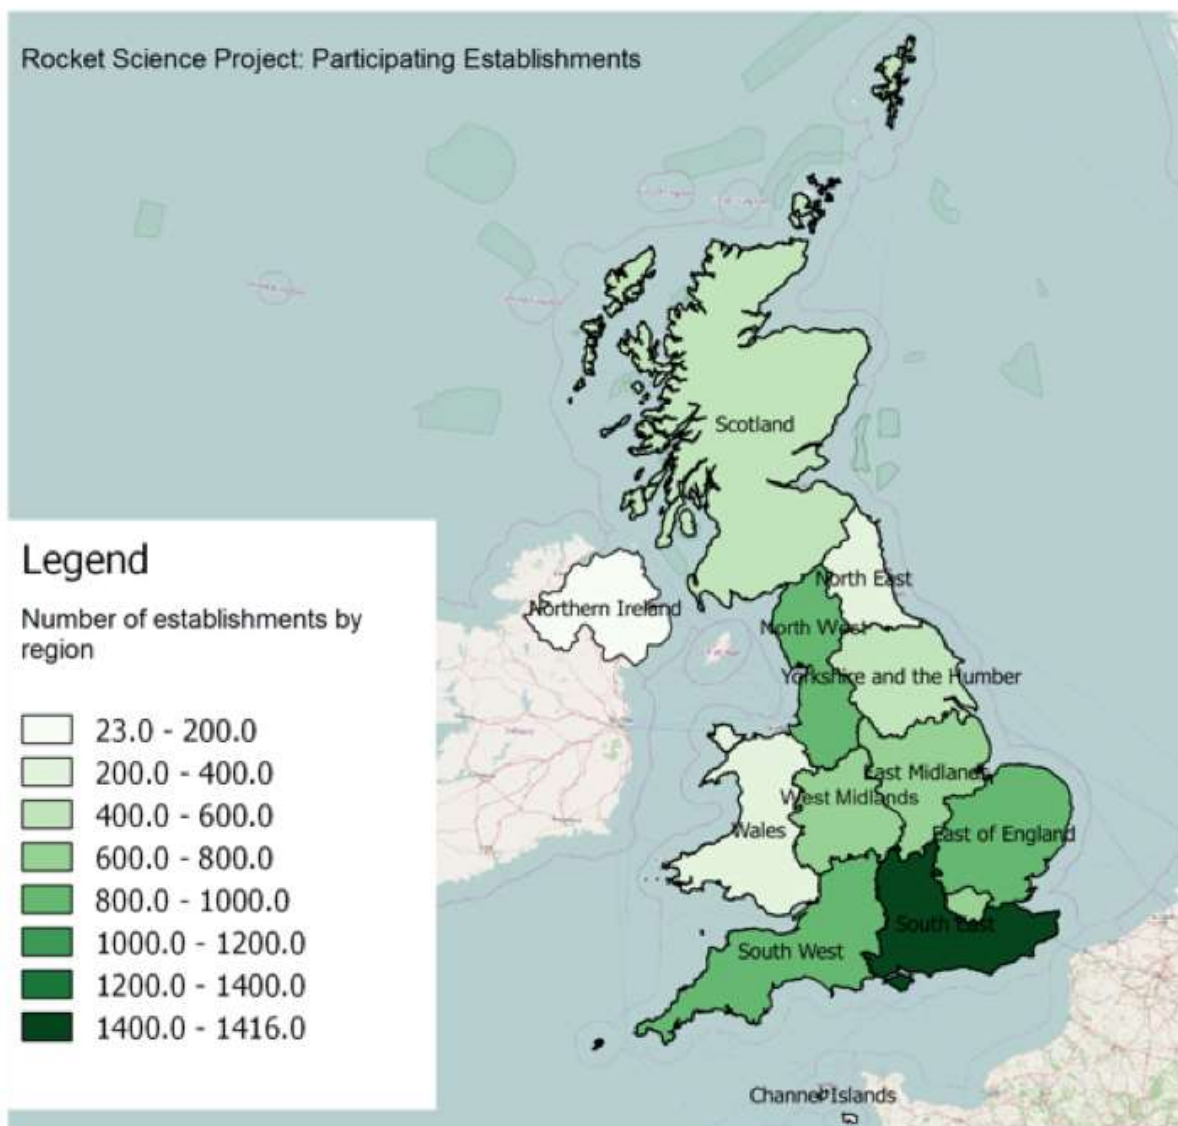 Rocket Science Project: Participating Establishments
Scotland
North East
Northern Ireland
North West
Yorkshire and the Humber
East Midlands
West Midlands
Wales
East of England
South East
South West
Channel Islands
Legend
Number of establishments by
region
23.0 - 200.0
200.0 - 400.0
400.0 - 600.0
600.0 - 800.0
800.0 - 1000.0
1000.0 - 1200.0
1200.0 - 1400.0
1400.0 - 1416.0